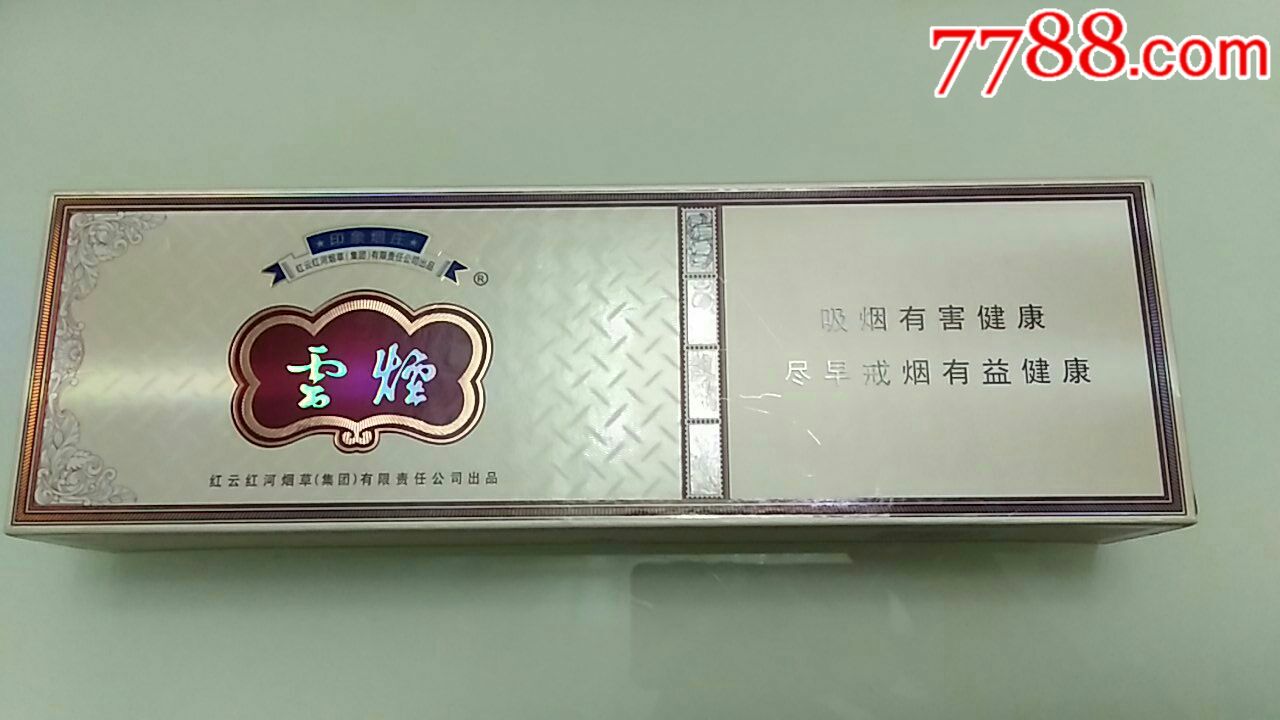 7788.com
印象烟庄
红云红河烟草(集团)有限责任公司出品
®
雲煙
红云红河烟草(集团)有限责任公司出品
吸烟有害健康
尽早戒烟有益健康